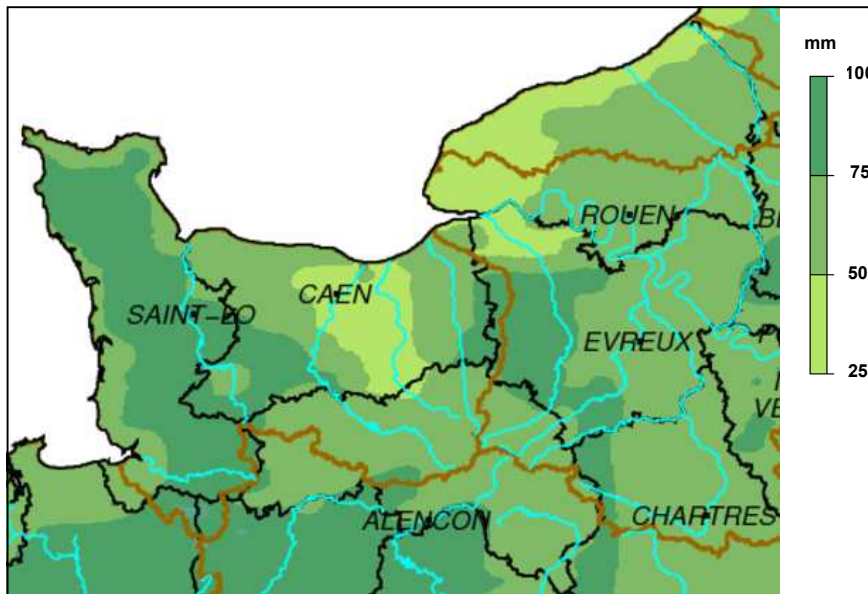 mm
100
75
50
25
ROUEN
CAEN
SAINT-LO
EVREUX
ALENCON
CHARTRES